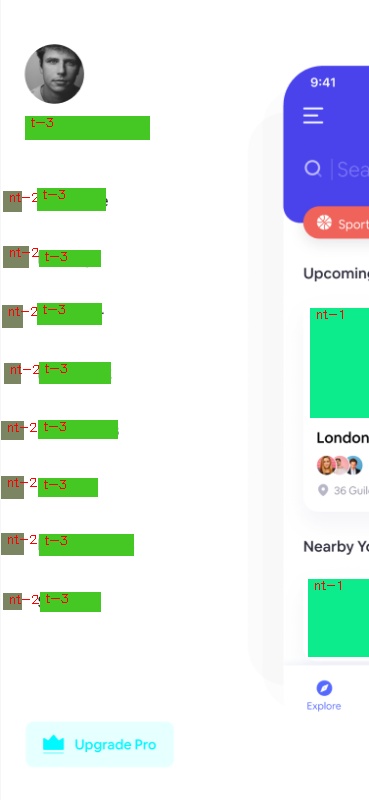 t-3
9:41
Sea
nt-2 t-3
Sport
nt-2 t-3
Upcoming
nt-2 t-3
nt-1
nt-2 t-3
nt-2 t-3
London
nt-2 t-3
36 Guil
nt-2 t-3
Nearby Yo
nt-1
nt-2 t-3
Explore
Upgrade Pro